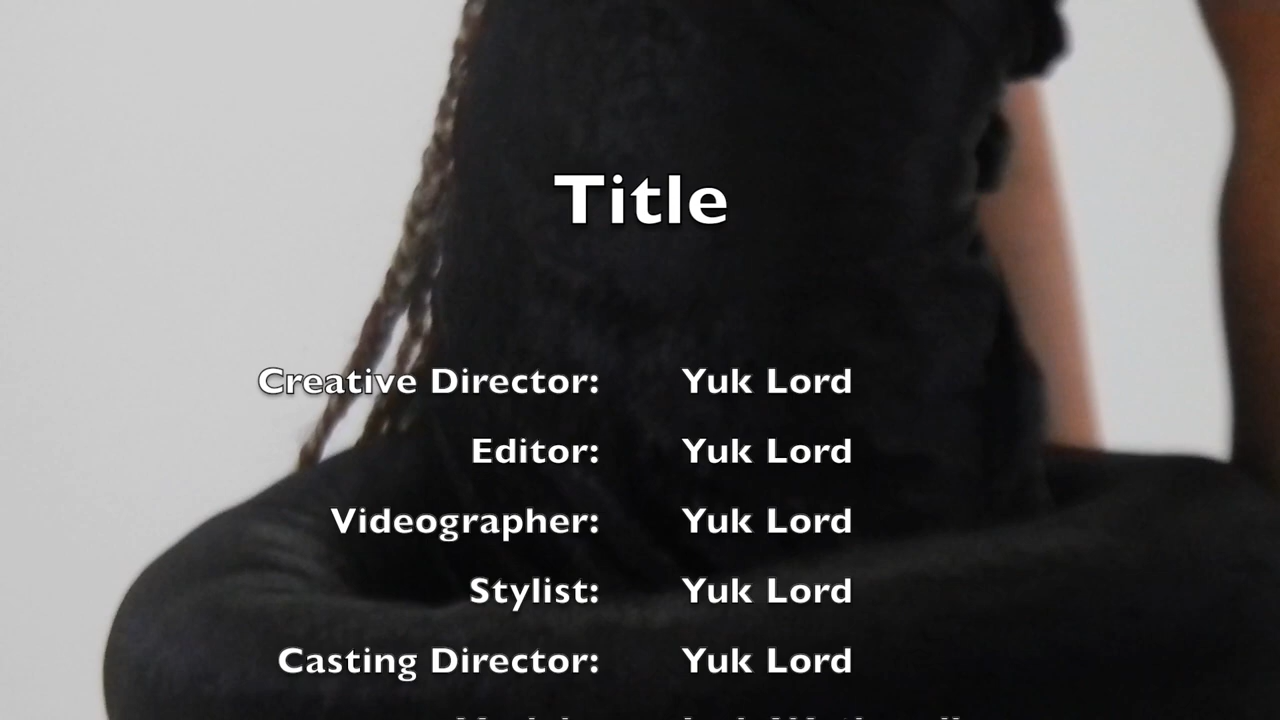 Title
Creative Director: Yuk Lord
Editor: Yuk Lord
Videographer: Yuk Lord
Stylist: Yuk Lord
Casting Director: Yuk Lord